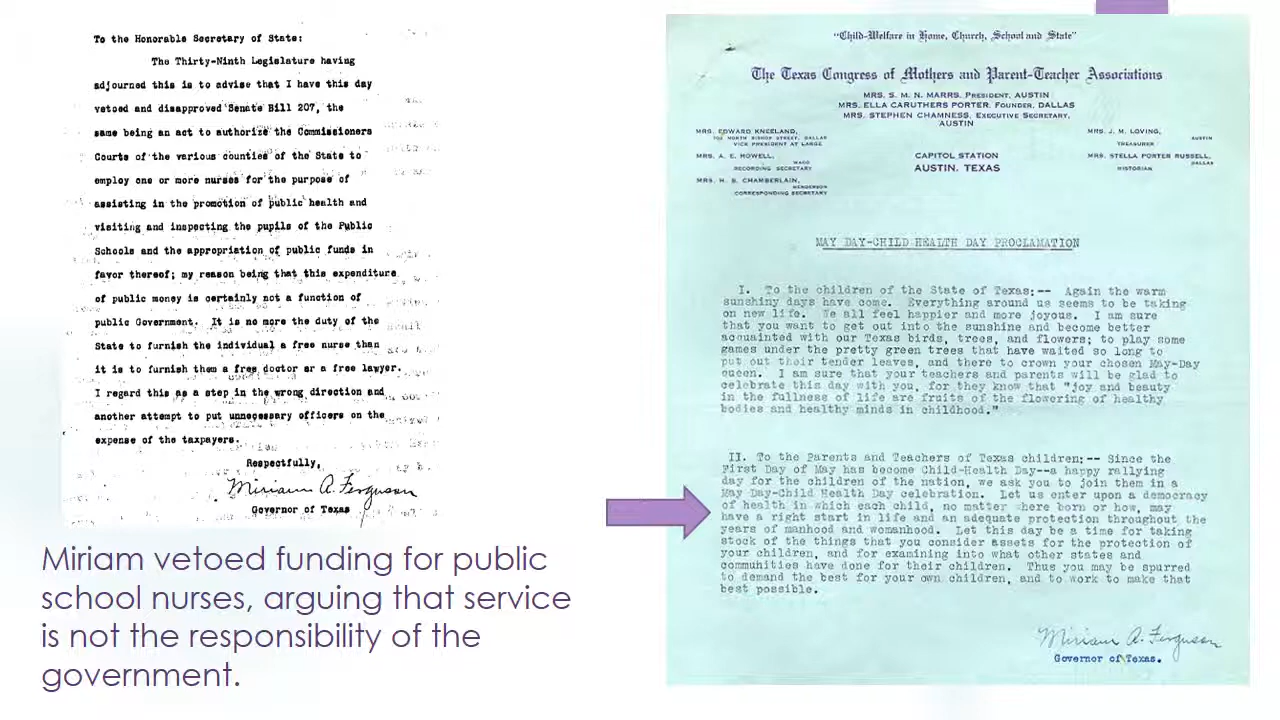 To the Honorable Secretary of State:
The Thirty-Ninth Legislature having
adjourned this is to advise that I have this day
vetoed and disapproved Senate Bill 207, the
same being an act to authorize the Commissioners
Courts of the various counties of the State to
employ one or more nurses for the purpose of
assisting in the promotion of public health and
visiting and inspecting the pupils of the Public
Schools and the appropriation of public funds in
favor thereof; my reason being that this expenditure
of public money is certainly not a function of
public Government. It is no more the duty of the
State to furnish the individual a free nurse than
it is to furnish them a free doctor or a free lawyer.
I regard this as a step in the wrong direction and
another attempt to put unnecessary officers on the
expense of the taxpayers.
Respectfully,
Miriam A. Ferguson
Governor of Texas
Miriam vetoed funding for public
school nurses, arguing that service
is not the responsibility of the
government.
"Child-Welfare in Home, Church, School and State"
The Texas Congress of Mothers and Parent-Teacher Associations
MRS. S. M. N. MARRS, PRESIDENT, AUSTIN
MRS. ELLA CARUTHERS PORTER, FOUNDER, DALLAS
MRS. STEPHEN CHAMNESS, EXECUTIVE SECRETARY,
AUSTIN
MRS. EDWARD KNEELAND,
NORTH BISHOP STREET, DALLAS
VICE PRESIDENT AT LARGE
MRS. A. E. HOWELL,
WACO
RECORDING SECRETARY
MRS. H. B. CHAMBERLAIN,
HENDERSON
CORRESPONDING SECRETARY
CAPITOL STATION
AUSTIN, TEXAS
MRS. J. M. LOVING,
AUSTIN
TREASURER
MRS. STELLA PORTER RUSSELL,
DALLAS
HISTORIAN
MAY DAY-CHILD HEALTH DAY PROCLAMATION
I. To the children of the State of Texas:-- Again the warm
sunshiny days have come. Everything around us seems to be taking
on new life. We all feel happier and more joyous. I am sure
that you want to get out into the sunshine and become better
acquainted with our Texas birds, trees, and flowers; to play some
games under the pretty green trees that have waited so long to
put out their tender leaves, and there to crown your chosen May-Day
queen. I am sure that your teachers and parents will be glad to
celebrate this day with you, for they know that "joy and beauty
in the fullness of life are fruits of the flowering of healthy
bodies and healthy minds in childhood."
II. To the Parents and Teachers of Texas children:-- Since the
First Day of May has become Child-Health Day--a happy rallying
day for the children of the nation, we ask you to join them in a
May Day-Child Health Day celebration. Let us enter upon a democracy
of health in which each child, no matter where born or how, may
have a right start in life and an adequate protection throughout the
years of manhood and womanhood. Let this day be a time for taking
stock of the things that you consider assets for the protection of
your children, and for examining into what other states and
communities have done for their children. Thus you may be spurred
to demand the best for your own children, and to work to make that
best possible.
Miriam A. Ferguson
Governor of Texas.